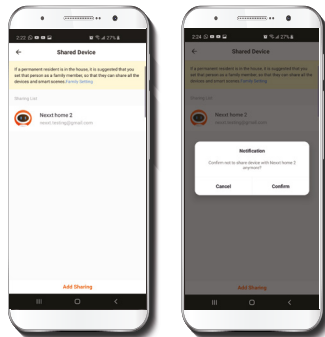 2:22
27%
Shared Device
If a permanent resident is in the house, it is suggested that you
set that person as a family member, so that they can share all the
devices and smart scenes.Family Setting
Sharing List
Nexxt home 2
Add Sharing
2:24
27%
Shared Device
If a permanent resident is in the house, it is suggested that you
set that person as a family member, so that they can share all the
devices and smart scenes.Family Setting
Sharing List
Nexxt home 2
Notification
Confirm not to share device with Nexxt home 2
anymore?
Cancel
Confirm
Add Sharing